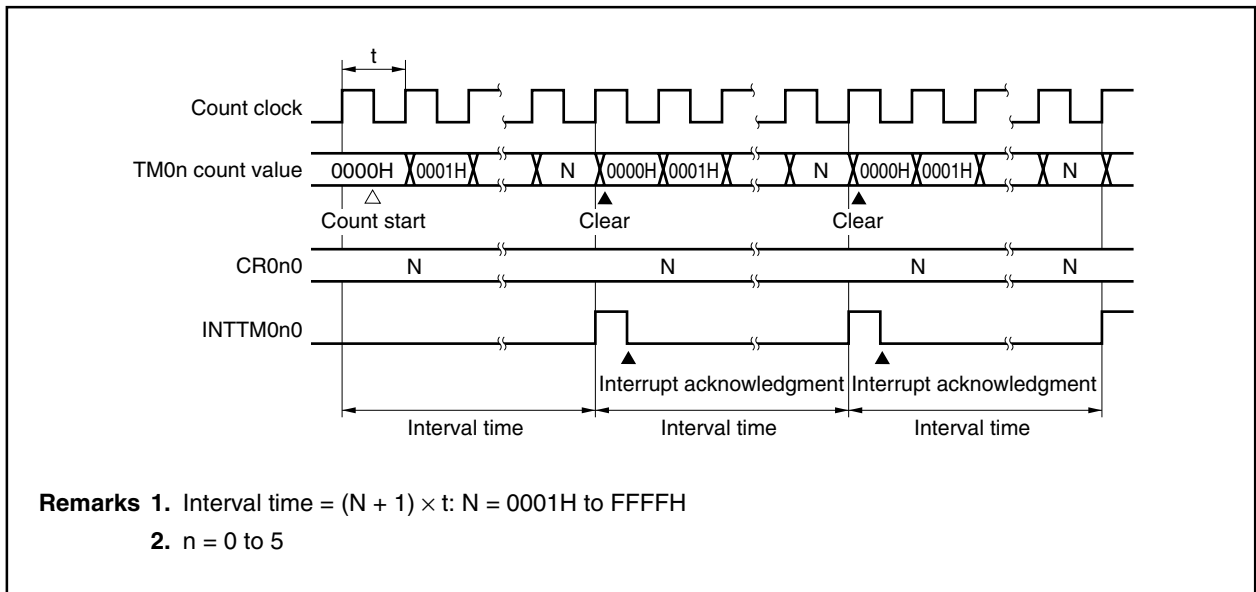 t
Count clock
TM0n count value 0000H 0001H N 0000H 0001H N 0000H 0001H N
Count start Clear Clear
CR0n0 N N N N
INTTM0n0
Interrupt acknowledgment Interrupt acknowledgment
Interval time Interval time Interval time
Remarks 1. Interval time = (N + 1) × t: N = 0001H to FFFFH
2. n = 0 to 5